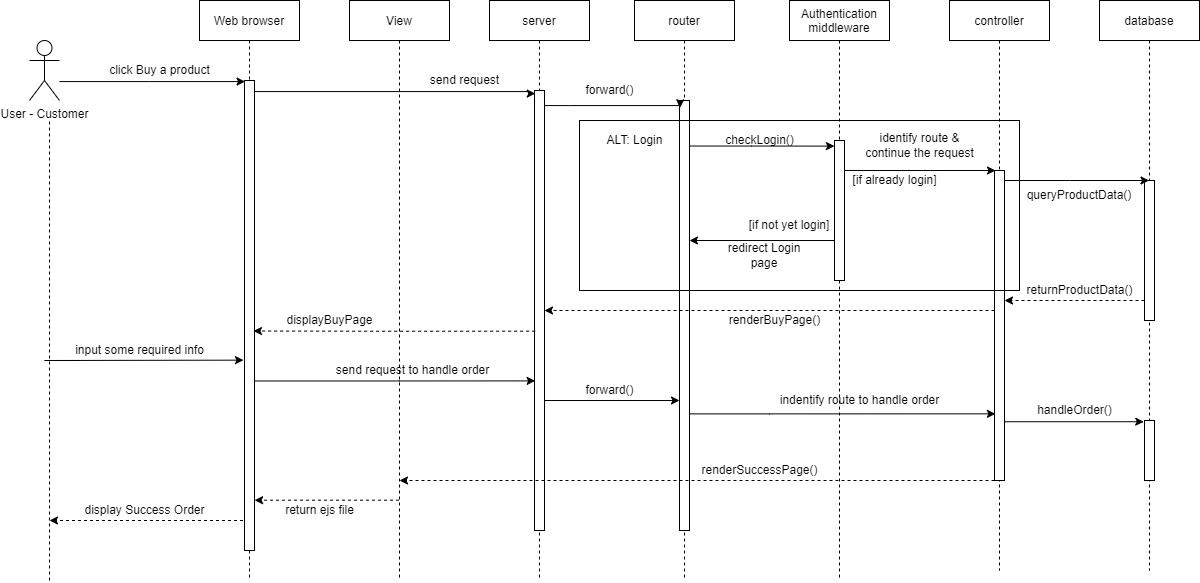 Web browser
View
server
router
Authentication
middleware
controller
database
User - Customer
click Buy a product
send request
forward()
ALT: Login
checkLogin()
identify route &
continue the request
[if already login]
queryProductData()
[if not yet login]
redirect Login
page
returnProductData()
renderBuyPage()
displayBuyPage
input some required info
send request to handle order
forward()
indentify route to handle order
handleOrder()
renderSuccessPage()
return ejs file
display Success Order